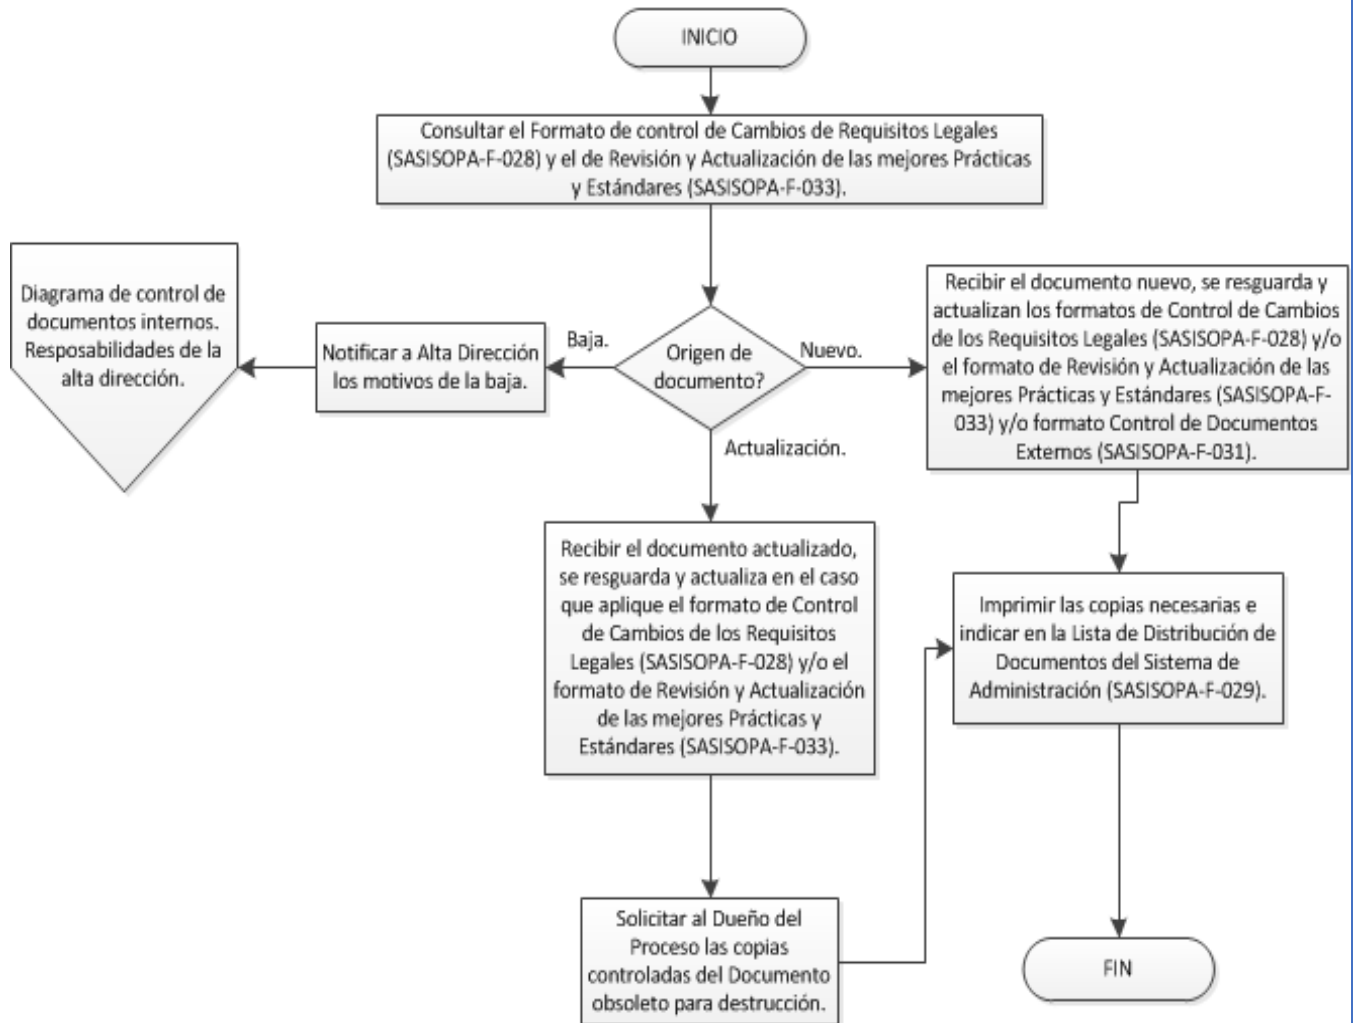 INICIO
Consultar el Formato de control de Cambios de Requisitos Legales
(SASISOPA-F-028) y el de Revisión y Actualización de las mejores Prácticas
y Estándares (SASISOPA-F-033).
Diagrama de control de
documentos internos.
Resposabilidades de la
alta dirección.
Notificar a Alta Dirección
los motivos de la baja.
Baja.
Origen de
documento?
Nuevo.
Actualización.
Recibir el documento nuevo, se resguarda y
actualizan los formatos de Control de Cambios
de los Requisitos Legales (SASISOPA-F-028) y/o
el formato de Revisión y Actualización de las
mejores Prácticas y Estándares (SASISOPA-F-
033) y/o formato Control de Documentos
Externos (SASISOPA-F-031).
Recibir el documento actualizado,
se resguarda y actualiza en el caso
que aplique el formato de Control
de Cambios de los Requisitos
Legales (SASISOPA-F-028) y/o el
formato de Revisión y Actualización
de las mejores Prácticas y
Estándares (SASISOPA-F-033).
Imprimir las copias necesarias e
indicar en la Lista de Distribución de
Documentos del Sistema de
Administración (SASISOPA-F-029).
Solicitar al Dueño del
Proceso las copias
controladas del Documento
obsoleto para destrucción.
FIN